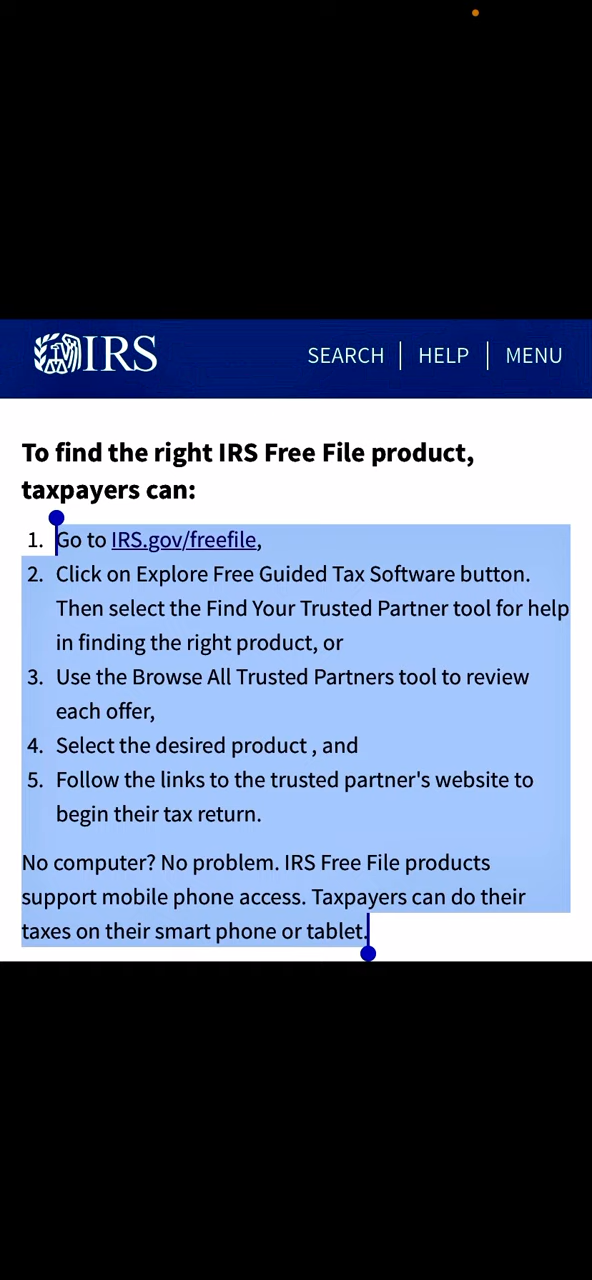 IRS
SEARCH | HELP | MENU
To find the right IRS Free File product,
taxpayers can:
1. Go to IRS.gov/freefile,
2. Click on Explore Free Guided Tax Software button.
Then select the Find Your Trusted Partner tool for help
in finding the right product, or
3. Use the Browse All Trusted Partners tool to review
each offer,
4. Select the desired product , and
5. Follow the links to the trusted partner's website to
begin their tax return.
No computer? No problem. IRS Free File products
support mobile phone access. Taxpayers can do their
taxes on their smart phone or tablet.